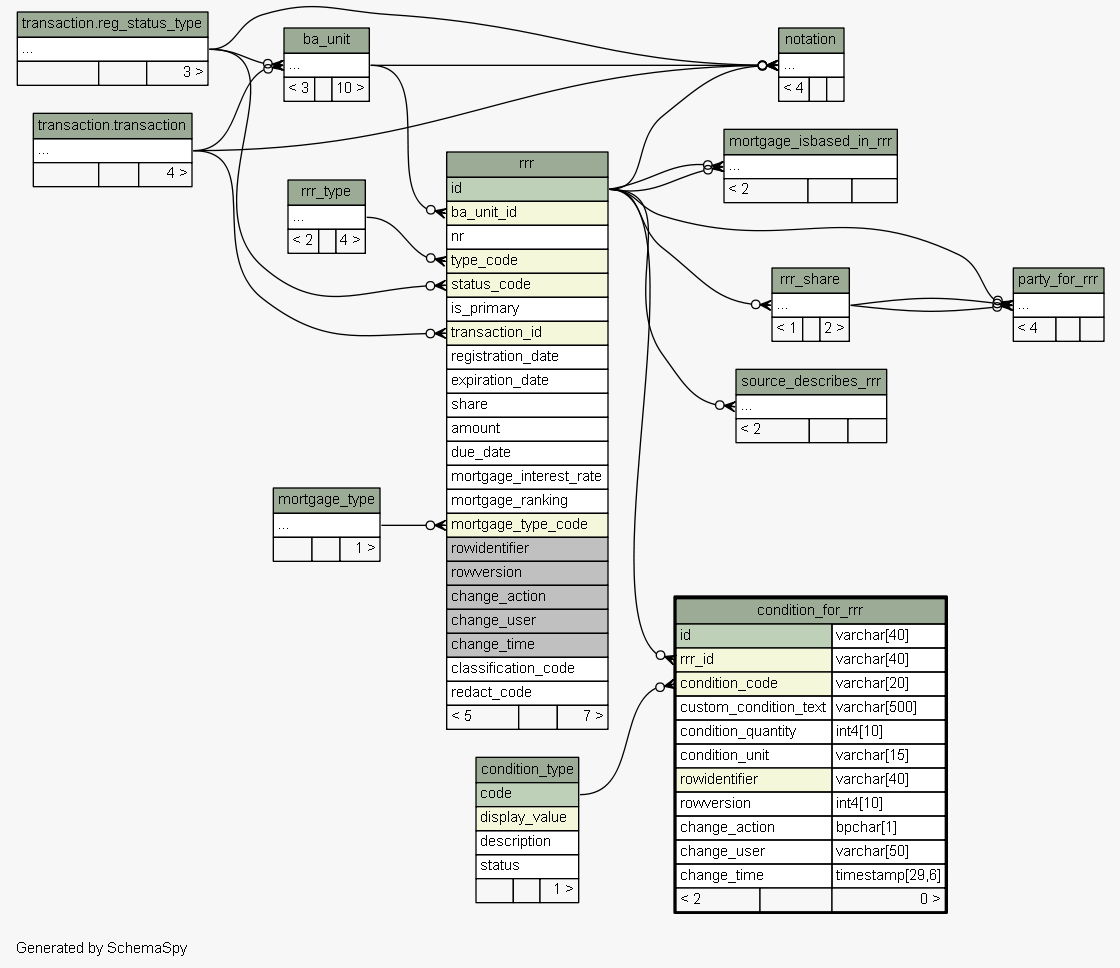 transaction.reg_status_type
...
3 >
ba_unit
...
< 3 10 >
notation
...
< 4
transaction.transaction
...
4 >
mortgage_isbased_in_rrr
...
< 2
rrr_type
...
< 2 4 >
rrr
id
ba_unit_id
nr
type_code
status_code
is_primary
transaction_id
registration_date
expiration_date
share
amount
due_date
mortgage_interest_rate
mortgage_ranking
mortgage_type_code
rowidentifier
rowversion
change_action
change_user
change_time
classification_code
redact_code
< 5 7 >
rrr_share
...
< 1 2 >
party_for_rrr
...
< 4
source_describes_rrr
...
< 2
mortgage_type
...
1 >
condition_for_rrr
id varchar[40]
rrr_id varchar[40]
condition_code varchar[20]
custom_condition_text varchar[500]
condition_quantity int4[10]
condition_unit varchar[15]
rowidentifier varchar[40]
rowversion int4[10]
change_action bpchar[1]
change_user varchar[50]
change_time timestamp[29,6]
< 2 0 >
condition_type
code
display_value
description
status
1 >
Generated by SchemaSpy